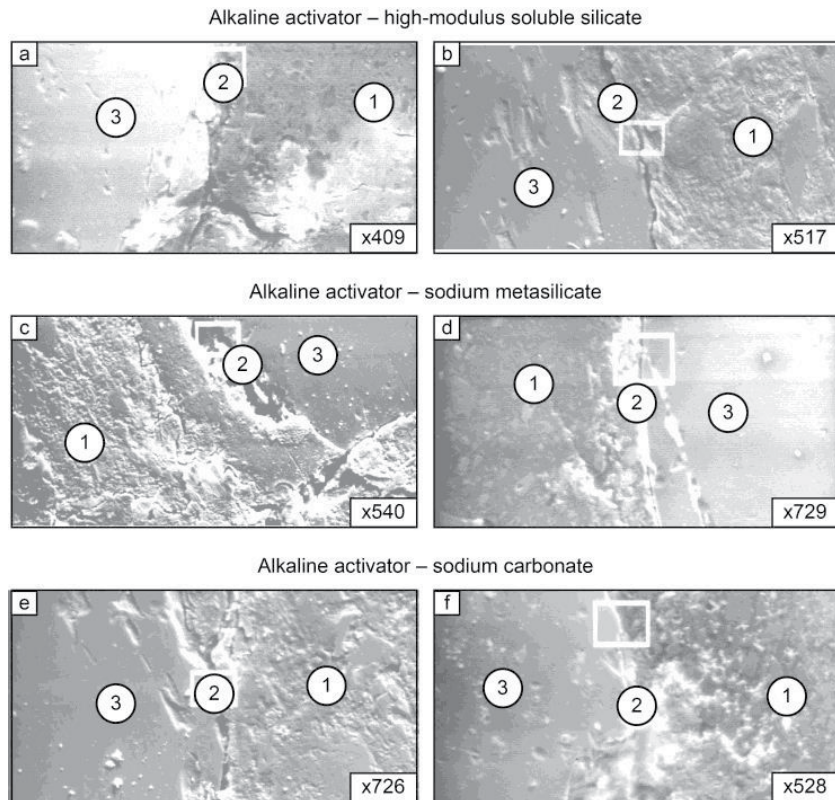 Alkaline activator – high-modulus soluble silicate
a
2
1
3
x409
b
2
1
3
x517
Alkaline activator – sodium metasilicate
c
3
2
1
x540
d
1
2
3
x729
Alkaline activator – sodium carbonate
e
1
2
3
x726
f
3
1
2
x528